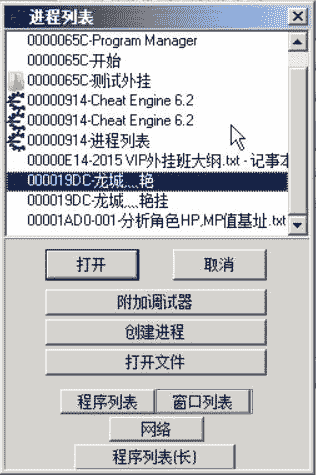 进程列表
0000065C-Program Manager
0000065C-开始
0000065C-测试外挂
00000914-Cheat Engine 6.2
00000914-Cheat Engine 6.2
00000914-进程列表
00000E14-2015 VIP外挂班大纲.txt - 记事本
000019DC-龙城灬艳
000019DC-龙城灬艳挂
00001AD0-001-分析角色HP,MP值基址.txt
打开 取消
附加调试器
创建进程
打开文件
程序列表 窗口列表
网络
程序列表(长)